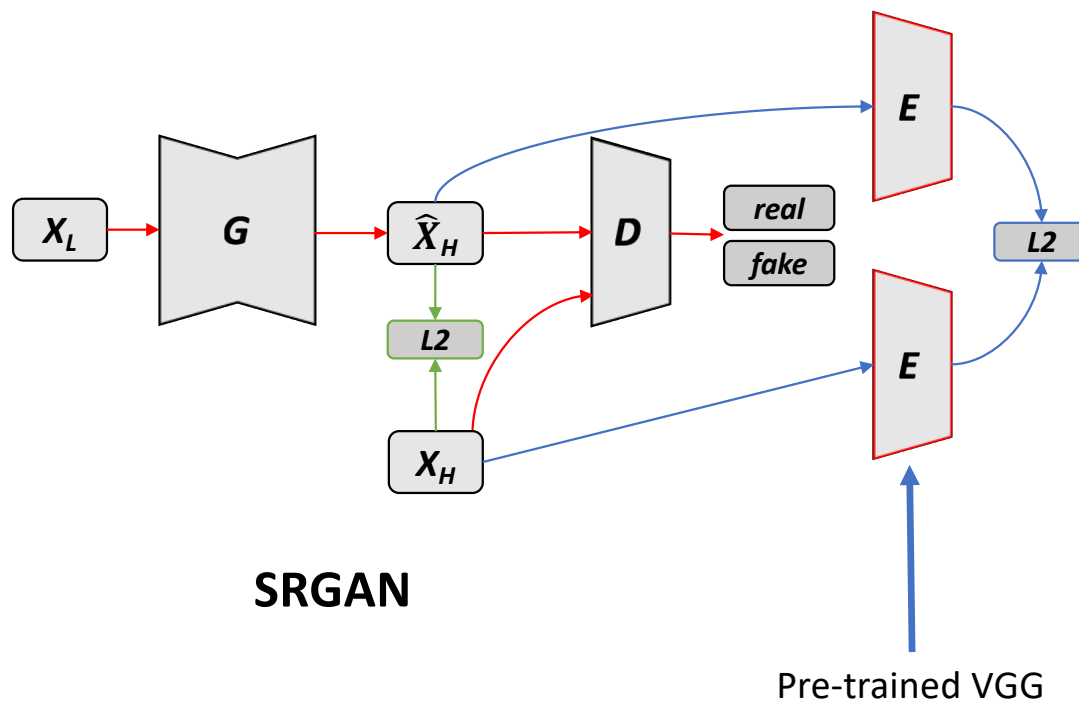 E
X_L
G
X̂_H
D
real
fake
L2
L2
E
X_H
SRGAN
Pre-trained VGG